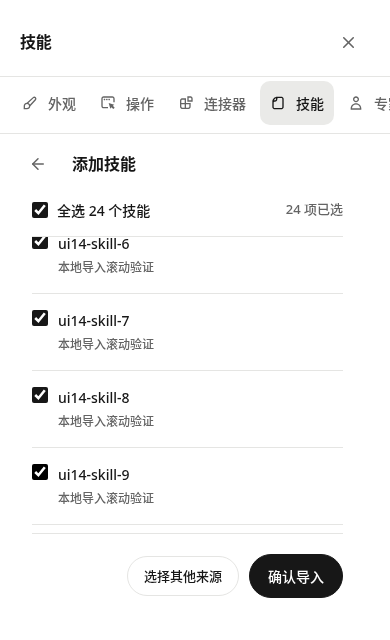 技能
外观 操作 连接器 技能
添加技能
全选 24 个技能 24 项已选
ui14-skill-6
本地导入滚动验证
ui14-skill-7
本地导入滚动验证
ui14-skill-8
本地导入滚动验证
ui14-skill-9
本地导入滚动验证
选择其他来源 确认导入